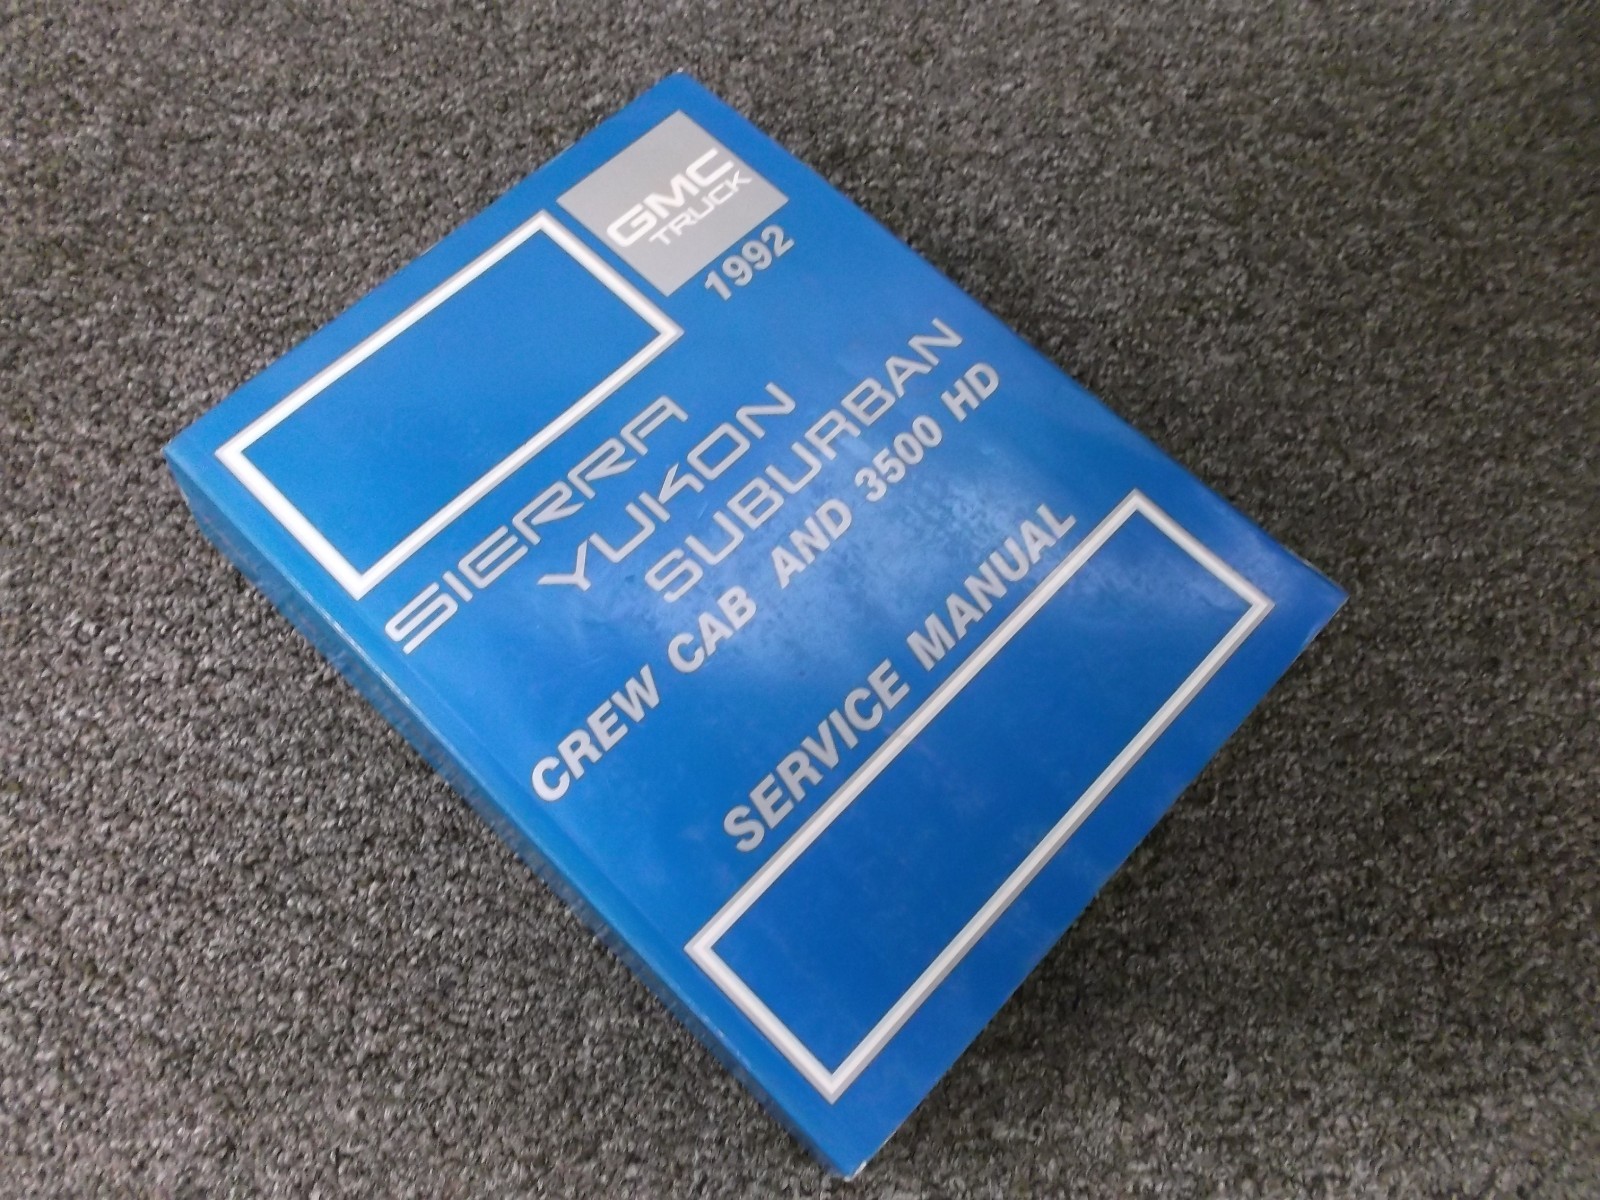 GMC
TRUCK
1992
SIERRA
YUKON
SUBURBAN
CREW CAB AND 3500 HD
SERVICE MANUAL